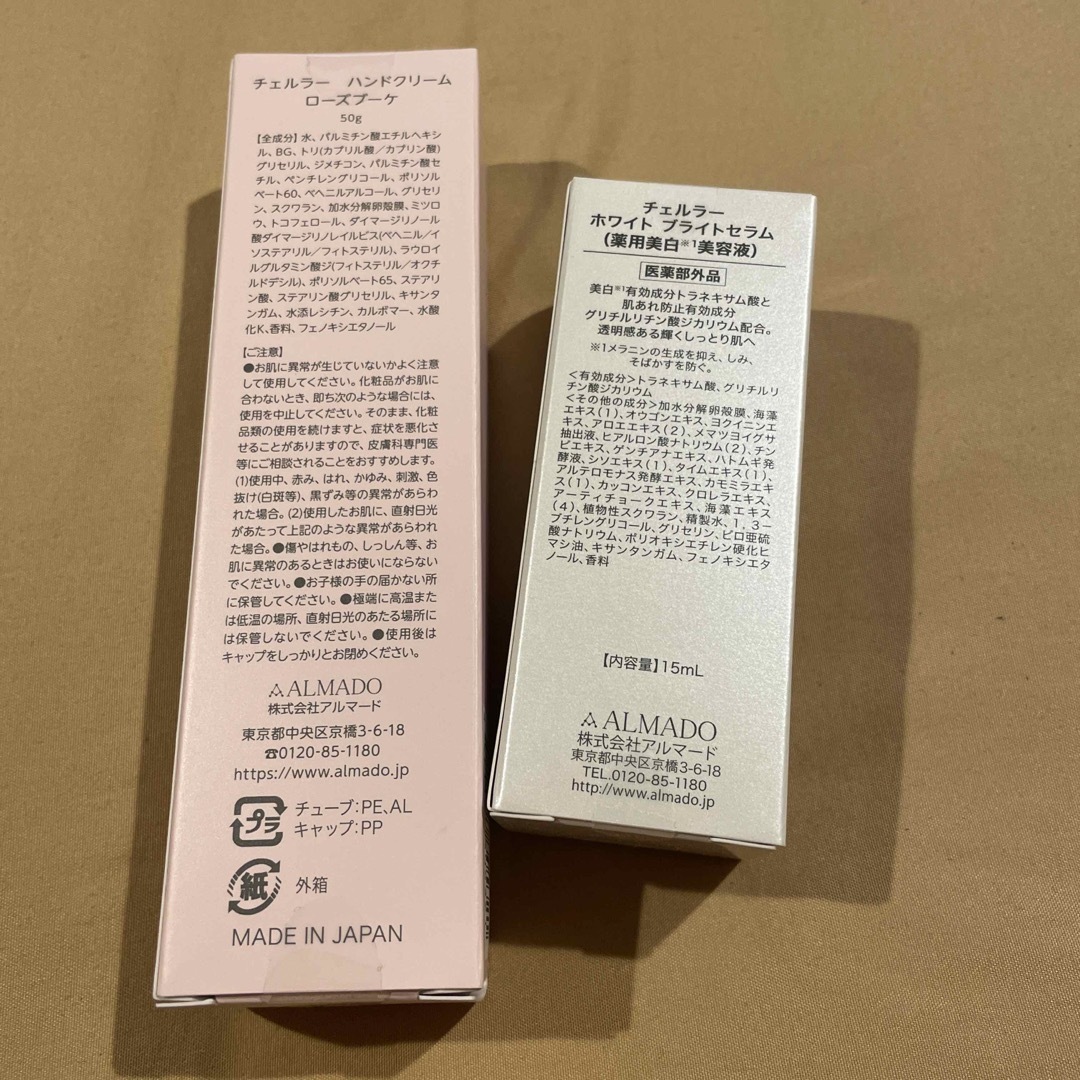 チェルラー ハンドクリーム
ローズブーケ
50g
【全成分】水、パルミチン酸エチルヘキシ
ル、BG、トリ(カプリル酸／カプリン酸)
グリセリル、ジメチコン、パルミチン酸セ
チル、ペンチレングリコール、ポリソル
ベート60、ベヘニルアルコール、グリセリ
ン、スクワラン、加水分解卵殻膜、ミツロ
ウ、トコフェロール、ダイマージリノール
酸ダイマージリノレイルビス(ベヘニル／イ
ソステアリル／フィトステリル)、ラウロイ
ルグルタミン酸ジ(フィトステリル／オクチ
ルドデシル)、ポリソルベート65、ステアリ
ン酸、ステアリン酸グリセリル、キサンタ
ンガム、水添レシチン、カルボマー、水酸
化K、香料、フェノキシエタノール
【ご注意】
●お肌に異常が生じていないかよく注意
して使用してください。化粧品がお肌に
合わないとき、即ち次のような場合には、
使用を中止してください。そのまま、化粧
品類の使用を続けますと、症状を悪化さ
せることがありますので、皮膚科専門医
等にご相談されることをおすすめします。
(1)使用中、赤み、はれ、かゆみ、刺激、色
抜け(白斑等)、黒ずみ等の異常があらわ
れた場合。(2)使用したお肌に、直射日光
があたって上記のような異常があらわれ
た場合。●傷やはれもの、しっしん等、お
肌に異常のあるときはお使いにならない
でください。●お子様の手の届かない所
に保管してください。●極端に高温また
は低温の場所、直射日光のあたる場所に
は保管しないでください。●使用後は
キャップをしっかりとお閉めください。
ALMADO
株式会社アルマード
東京都中央区京橋3-6-18
☎0120-85-1180
https://www.almado.jp
プラ
チューブ:PE、AL
キャップ:PP
紙
外箱
MADE IN JAPAN
チェルラー
ホワイト ブライトセラム
(薬用美白※1美容液)
医薬部外品
美白※1有効成分トラネキサム酸と
肌あれ防止有効成分
グリチルリチン酸ジカリウム配合。
透明感ある輝くしっとり肌へ
※1メラニンの生成を抑え、しみ、
そばかすを防ぐ。
＜有効成分＞トラネキサム酸、グリチルリ
チン酸ジカリウム
＜その他の成分＞加水分解卵殻膜、海藻
エキス(1)、オウゴンエキス、ヨクイニンエ
キス、アロエエキス(2)、メマツヨイグサ
抽出液、ヒアルロン酸ナトリウム(2)、チン
ピエキス、ゲンチアナエキス、ハトムギ発
酵液、シソエキス(1)、タイムエキス(1)、
アルテロモナス発酵エキス、カモミラエキ
ス(1)、カッコンエキス、クロレラエキス、
アーティチョークエキス、海藻エキス
(4)、植物性スクワラン、精製水、1，3－
ブチレングリコール、グリセリン、ピロ亜硫
酸ナトリウム、ポリオキシエチレン硬化ヒ
マシ油、キサンタンガム、フェノキシエタ
ノール、香料
【内容量】15mL
ALMADO
株式会社アルマード
東京都中央区京橋3-6-18
TEL.0120-85-1180
http://www.almado.jp